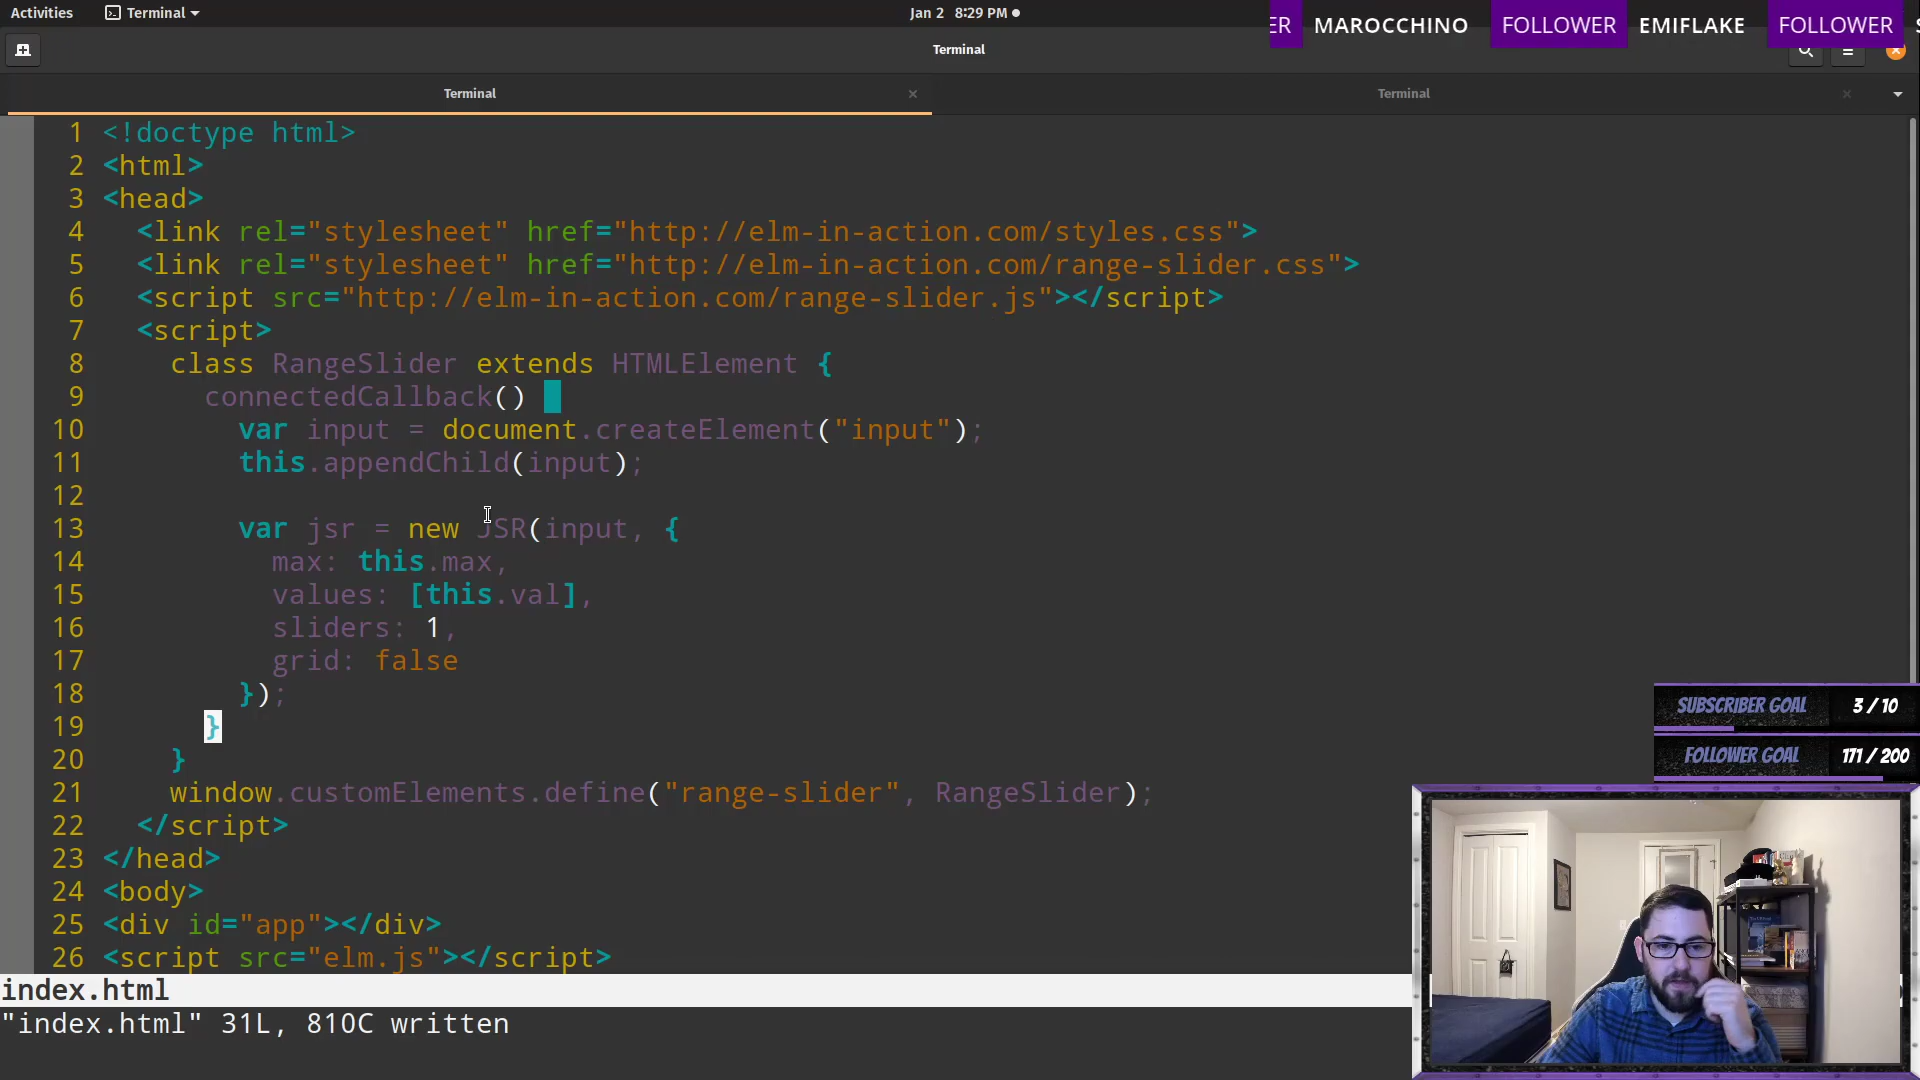 Activities
Terminal
Jan 2 8:29 PM
ER MAROCCHINO FOLLOWER EMIFLAKE FOLLOWER
Terminal
Terminal
Terminal
1 <!doctype html>
2 <html>
3 <head>
4 <link rel="stylesheet" href="http://elm-in-action.com/styles.css">
5 <link rel="stylesheet" href="http://elm-in-action.com/range-slider.css">
6 <script src="http://elm-in-action.com/range-slider.js"></script>
7 <script>
8 class RangeSlider extends HTMLElement {
9 connectedCallback()
10 var input = document.createElement("input");
11 this.appendChild(input);
12
13 var jsr = new JSR(input, {
14 max: this.max,
15 values: [this.val],
16 sliders: 1,
17 grid: false
18 });
19 }
20 }
21 window.customElements.define("range-slider", RangeSlider);
22 </script>
23 </head>
24 <body>
25 <div id="app"></div>
26 <script src="elm.js"></script>
index.html
"index.html" 31L, 810C written
SUBSCRIBER GOAL 3 / 10
FOLLOWER GOAL 171 / 200